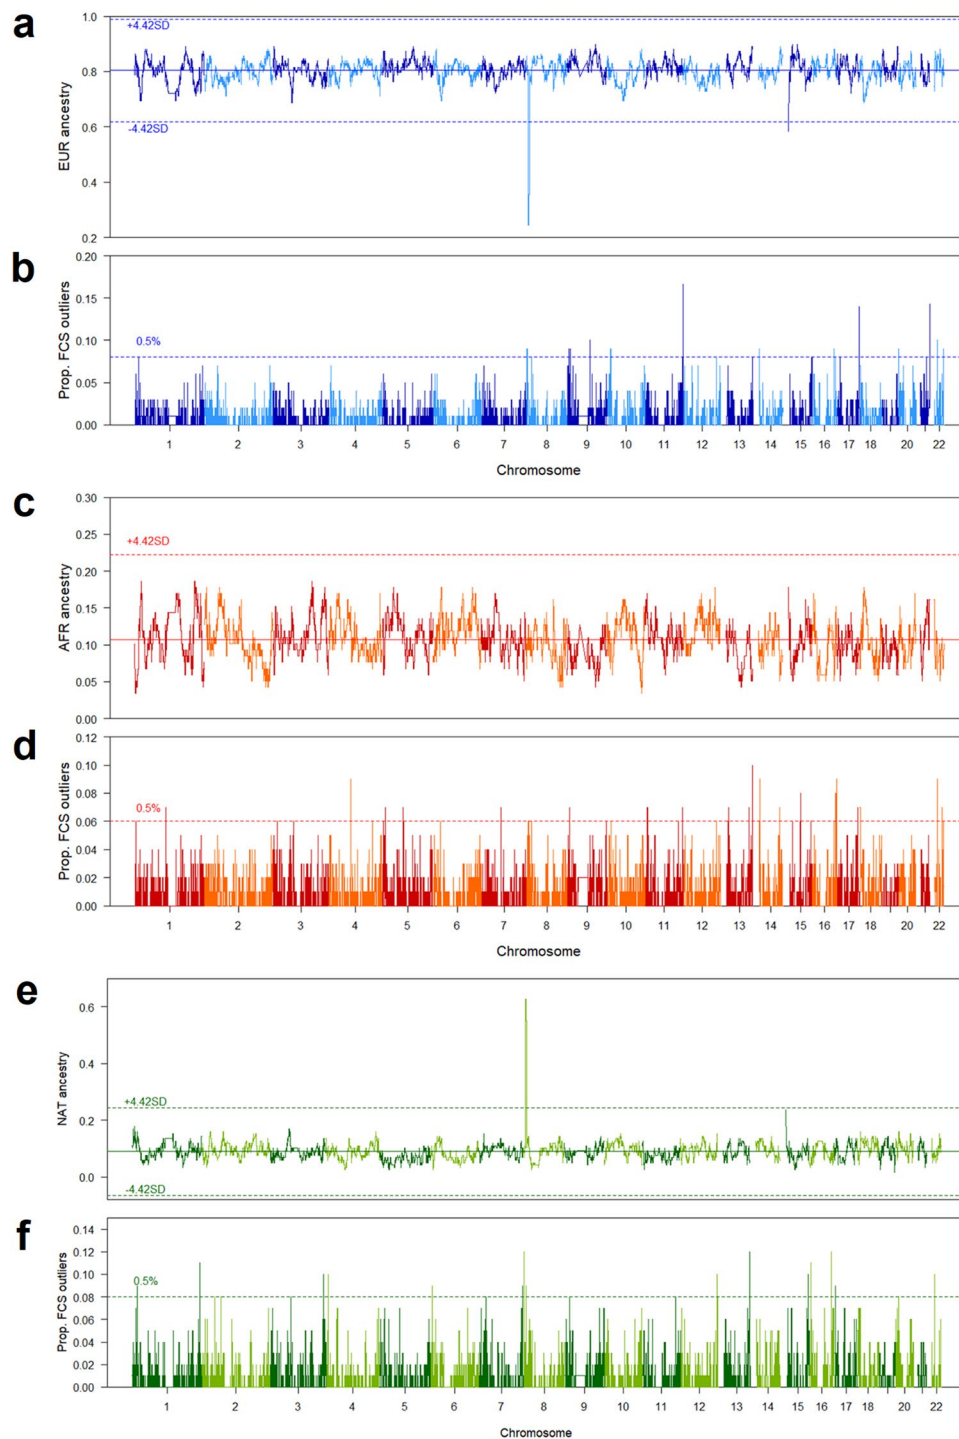 a
1.0
+4.42SD
0.8
0.6
-4.42SD
0.4
0.2
EUR ancestry
b
0.20
0.15
0.10
0.5%
0.05
0.00
Prop. FCS outliers
1 2 3 4 5 6 7 8 9 10 11 12 13 14 15 16 17 18 20 22
Chromosome
c
0.30
0.25
+4.42SD
0.20
0.15
0.10
0.05
0.00
AFR ancestry
d
0.12
0.10
0.08
0.5%
0.06
0.04
0.02
0.00
Prop. FCS outliers
1 2 3 4 5 6 7 8 9 10 11 12 13 14 15 16 17 18 20 22
Chromosome
e
0.6
0.4
+4.42SD
0.2
0.0
-4.42SD
NAT ancestry
f
0.14
0.12
0.10
0.5%
0.08
0.06
0.04
0.02
0.00
Prop. FCS outliers
1 2 3 4 5 6 7 8 9 10 11 12 13 14 15 16 17 18 20 22
Chromosome